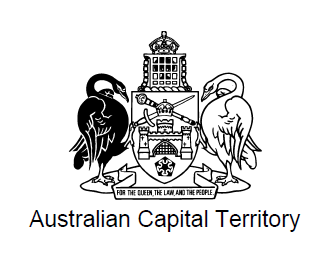 FOR THE QUEEN, THE LAW, AND THE PEOPLE
Australian Capital Territory